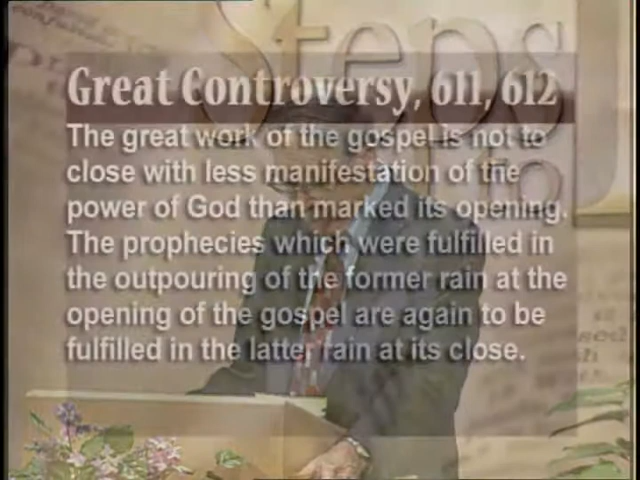 Steps
to
Great Controversy, 611, 612
The great work of the gospel is not to
close with less manifestation of the
power of God than marked its opening.
The prophecies which were fulfilled in
the outpouring of the former rain at the
opening of the gospel are again to be
fulfilled in the latter rain at its close.